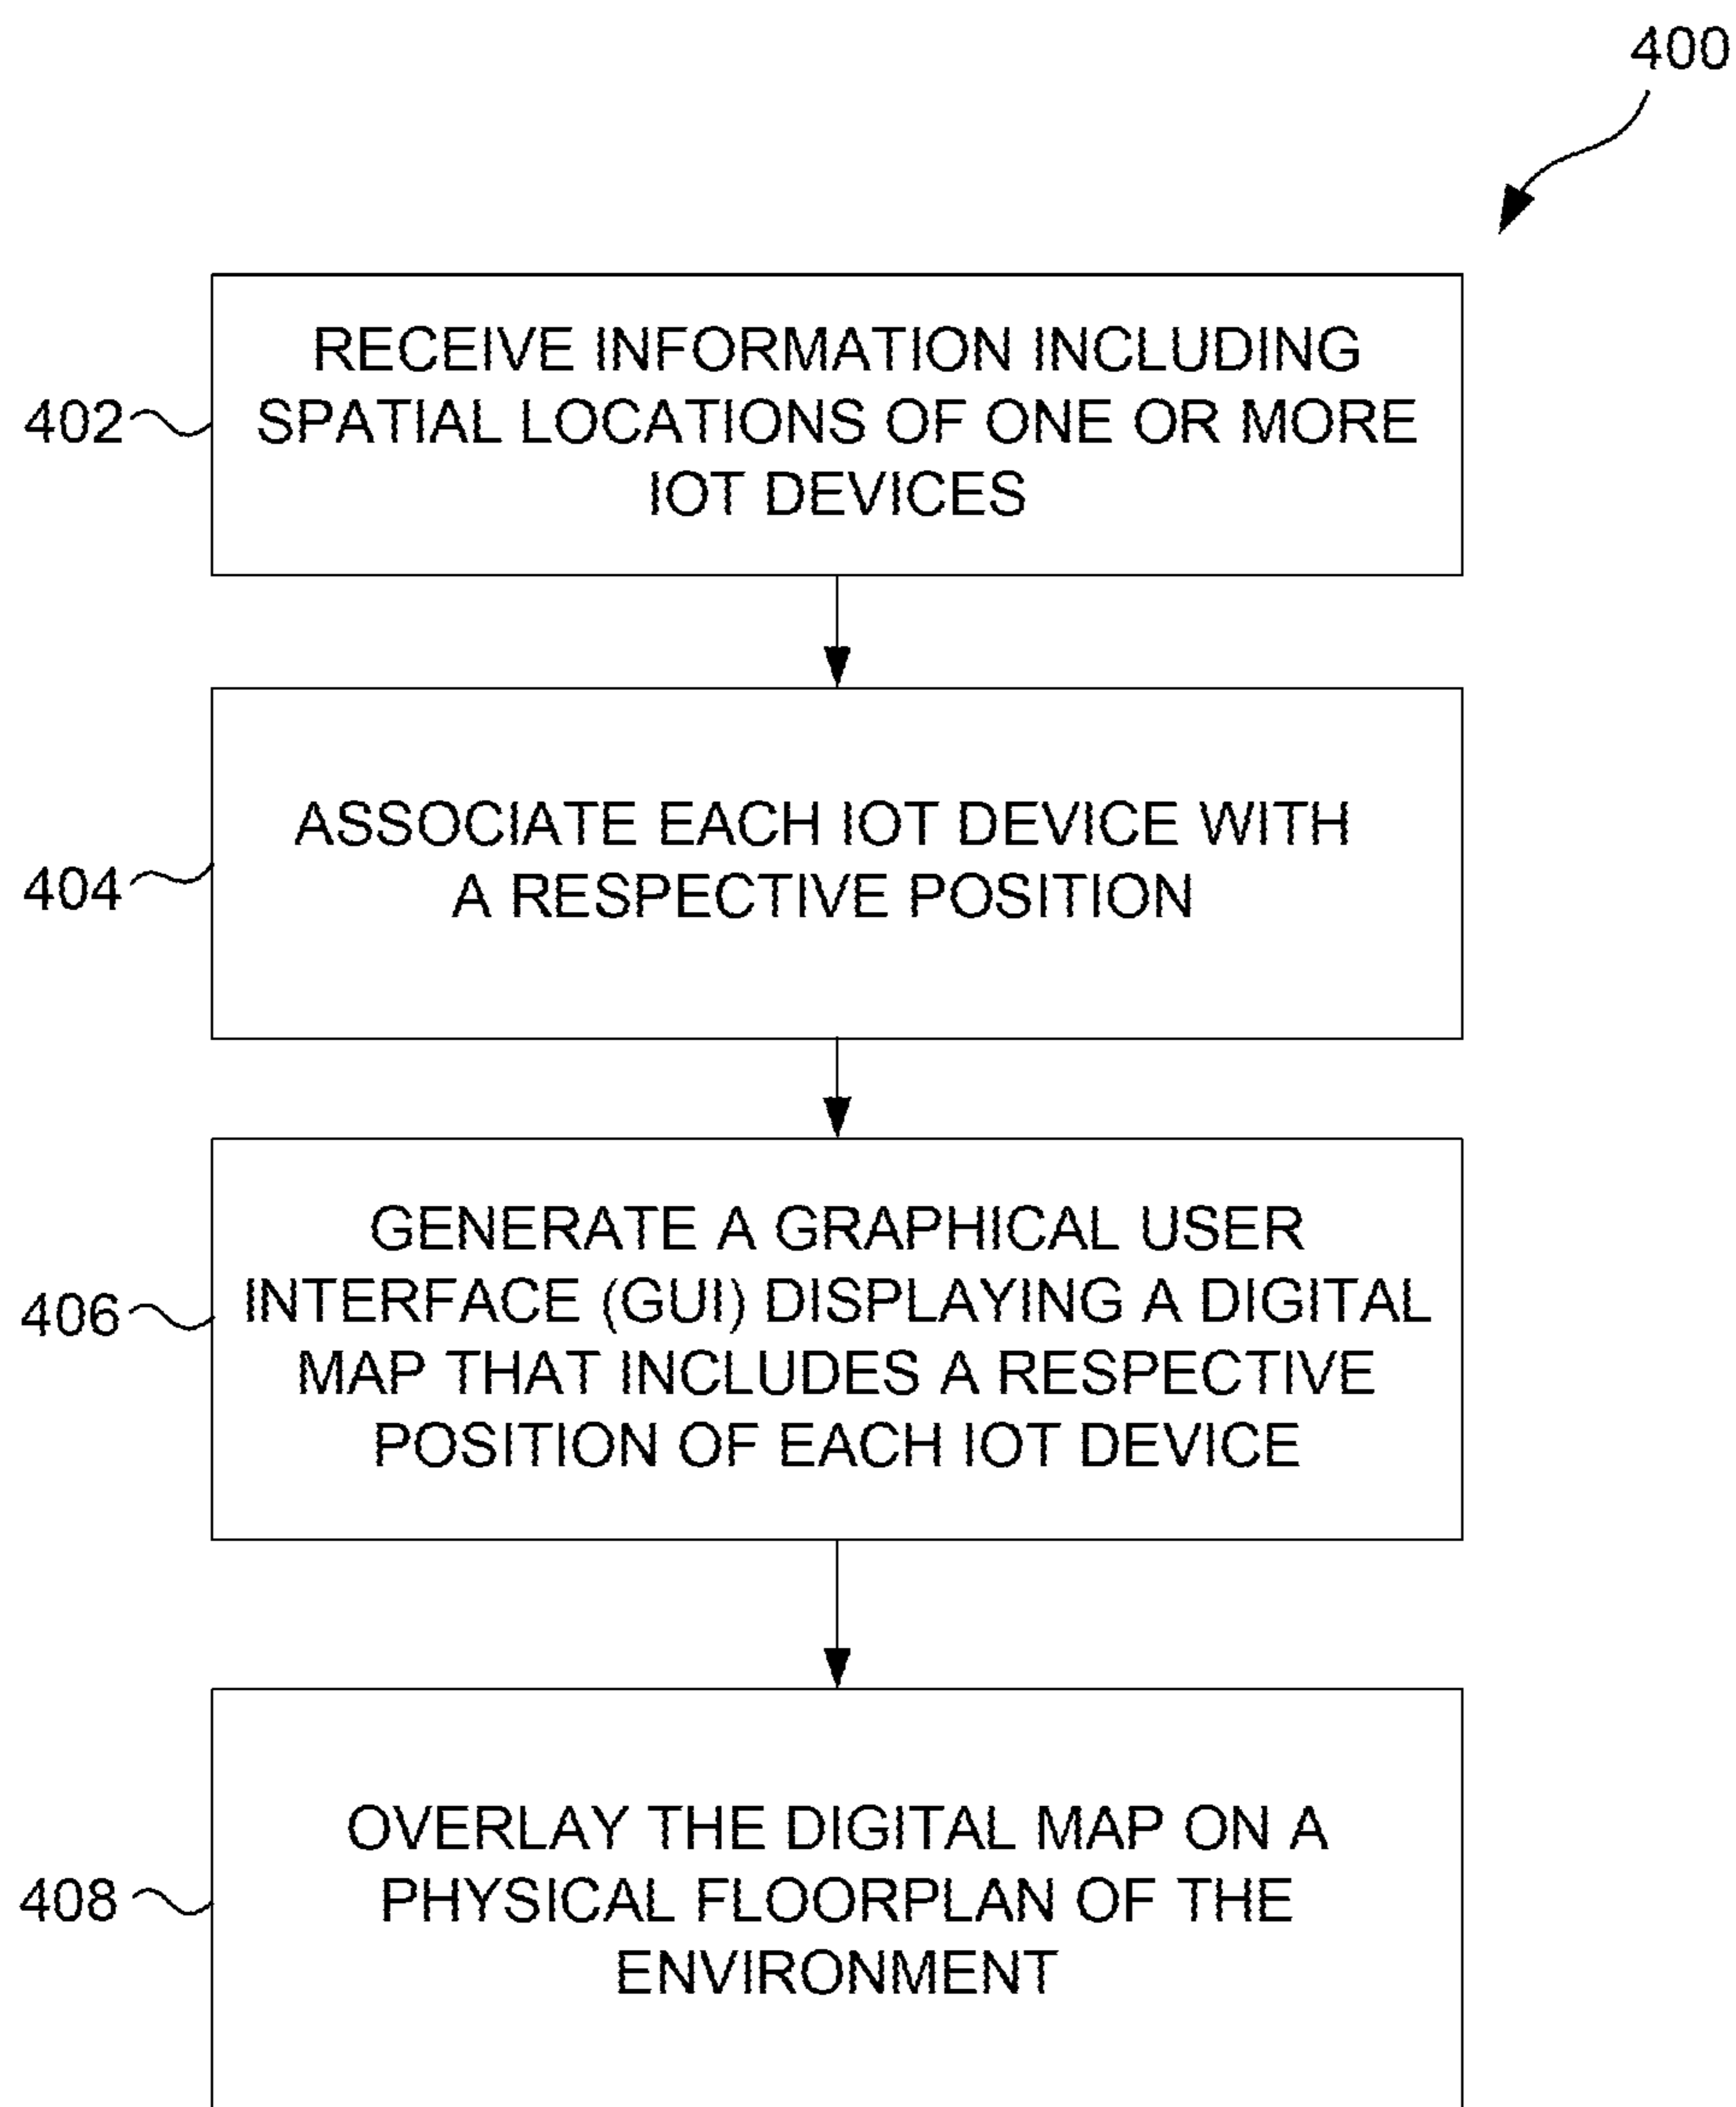 400
402
RECEIVE INFORMATION INCLUDING
SPATIAL LOCATIONS OF ONE OR MORE
IOT DEVICES
404
ASSOCIATE EACH IOT DEVICE WITH
A RESPECTIVE POSITION
406
GENERATE A GRAPHICAL USER
INTERFACE (GUI) DISPLAYING A DIGITAL
MAP THAT INCLUDES A RESPECTIVE
POSITION OF EACH IOT DEVICE
408
OVERLAY THE DIGITAL MAP ON A
PHYSICAL FLOORPLAN OF THE
ENVIRONMENT